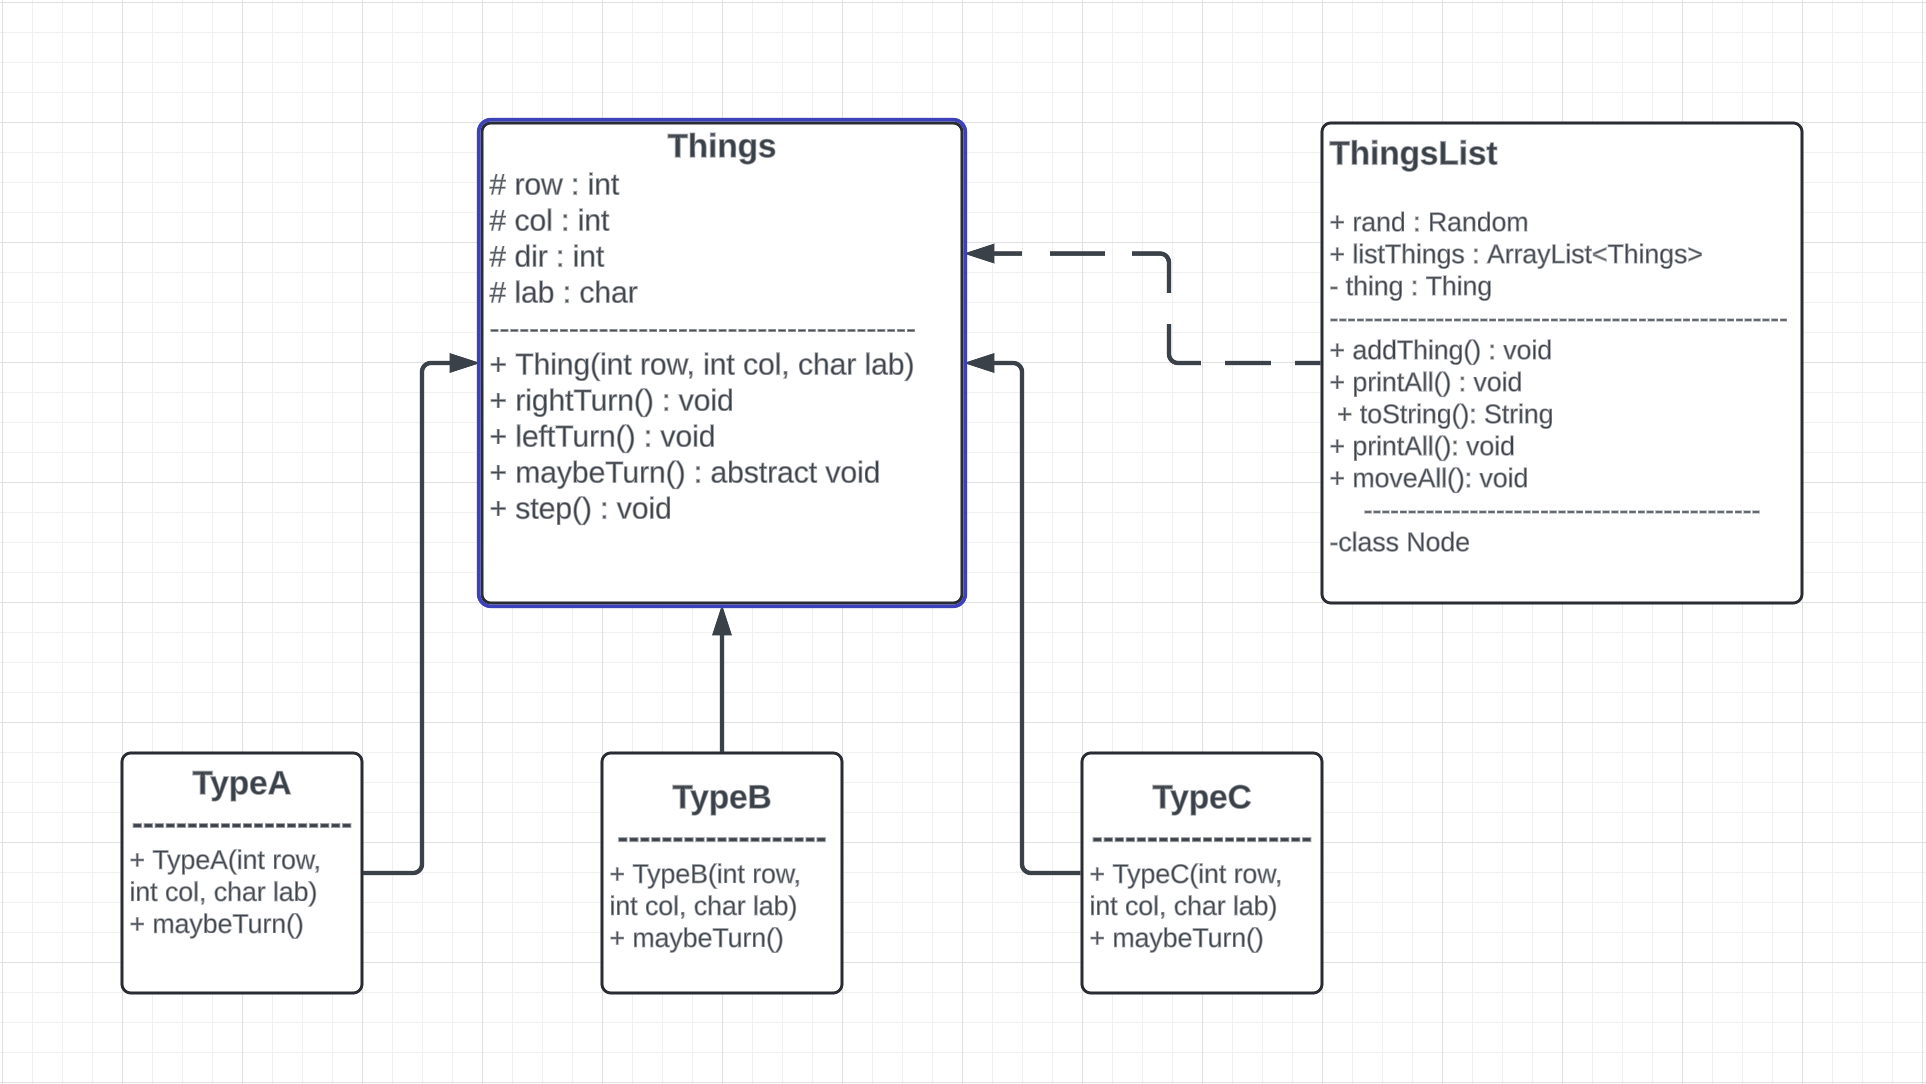 Things
# row : int
# col : int
# dir : int
# lab : char
-------------------------------------------
+ Thing(int row, int col, char lab)
+ rightTurn() : void
+ leftTurn() : void
+ maybeTurn() : abstract void
+ step() : void
ThingsList
+ rand : Random
+ listThings : ArrayList<Things>
- thing : Thing
----------------------------------------------------
+ addThing() : void
+ printAll() : void
+ toString(): String
+ printAll(): void
+ moveAll(): void
---------------------------------------------
-class Node
TypeA
--------------------
+ TypeA(int row,
int col, char lab)
+ maybeTurn()
TypeB
-------------------
+ TypeB(int row,
int col, char lab)
+ maybeTurn()
TypeC
--------------------
+ TypeC(int row,
int col, char lab)
+ maybeTurn()